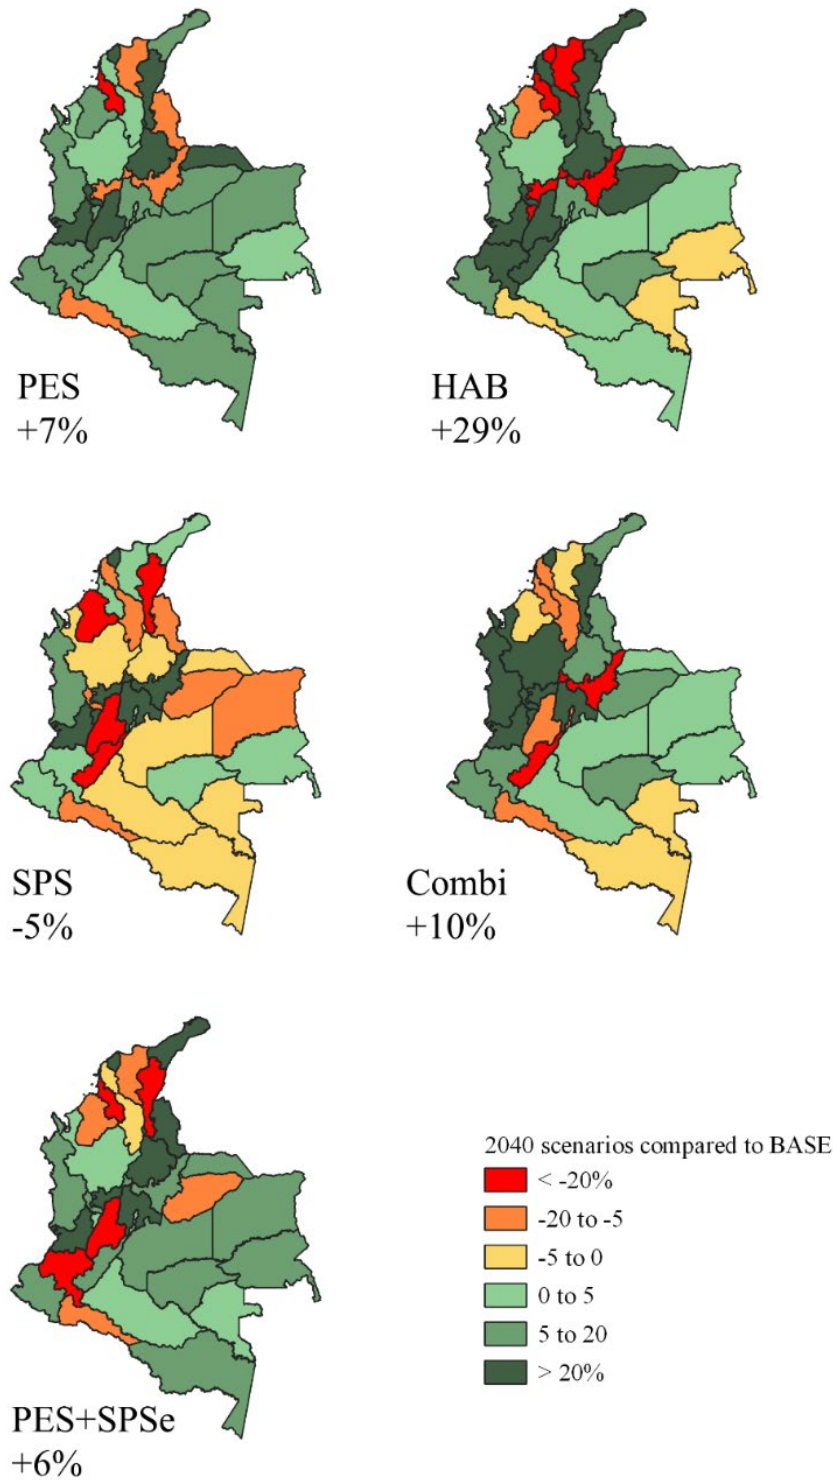 PES
+7%
HAB
+29%
SPS
-5%
Combi
+10%
PES+SPSe
+6%
2040 scenarios compared to BASE
< -20%
-20 to -5
-5 to 0
0 to 5
5 to 20
> 20%